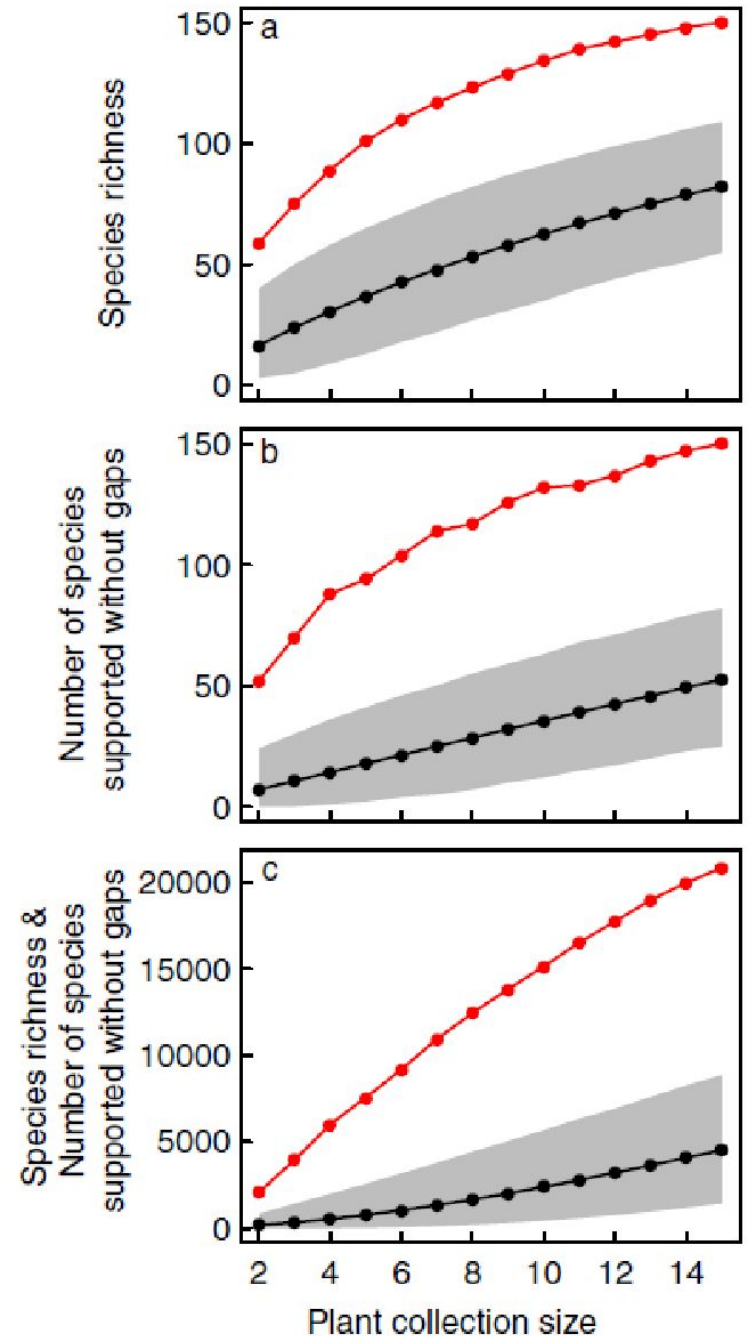 a
150
100
50
0
Species richness
b
150
100
50
0
Number of species
supported without gaps
c
20000
15000
10000
5000
0
Species richness &
Number of species
supported without gaps
2 4 6 8 10 12 14
Plant collection size